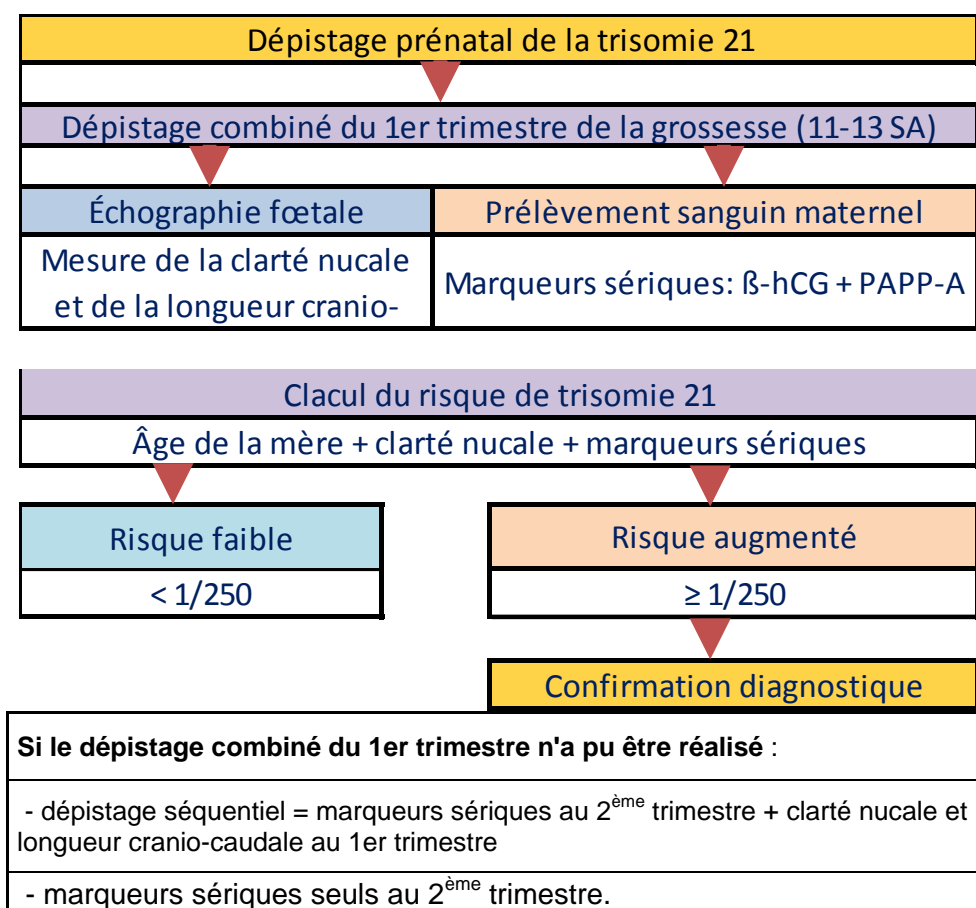 Dépistage prénatal de la trisomie 21
Dépistage combiné du 1er trimestre de la grossesse (11-13 SA)
Échographie fœtale
Prélèvement sanguin maternel
Mesure de la clarté nucale
et de la longueur cranio-
Marqueurs sériques: ß-hCG + PAPP-A
Clacul du risque de trisomie 21
Âge de la mère + clarté nucale + marqueurs sériques
Risque faible
Risque augmenté
< 1/250
≥ 1/250
Confirmation diagnostique
Si le dépistage combiné du 1er trimestre n'a pu être réalisé :
- dépistage séquentiel = marqueurs sériques au 2ème trimestre + clarté nucale et
longueur cranio-caudale au 1er trimestre
- marqueurs sériques seuls au 2ème trimestre.